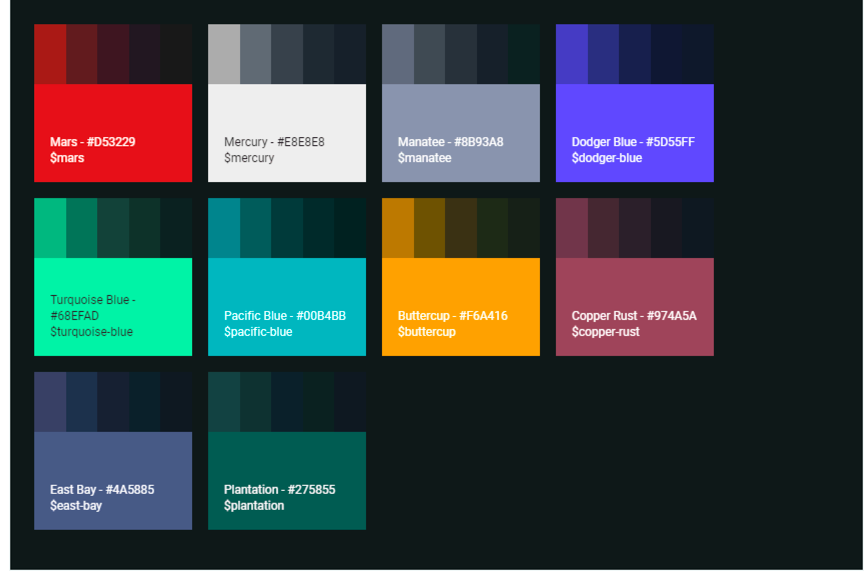 Mars - #D53229
$mars
Mercury - #E8E8E8
$mercury
Manatee - #8B93A8
$manatee
Dodger Blue - #5D55FF
$dodger-blue
Turquoise Blue -
#68EFAD
$turquoise-blue
Pacific Blue - #00B4BB
$pacific-blue
Buttercup - #F6A416
$buttercup
Copper Rust - #974A5A
$copper-rust
East Bay - #4A5885
$east-bay
Plantation - #275855
$plantation